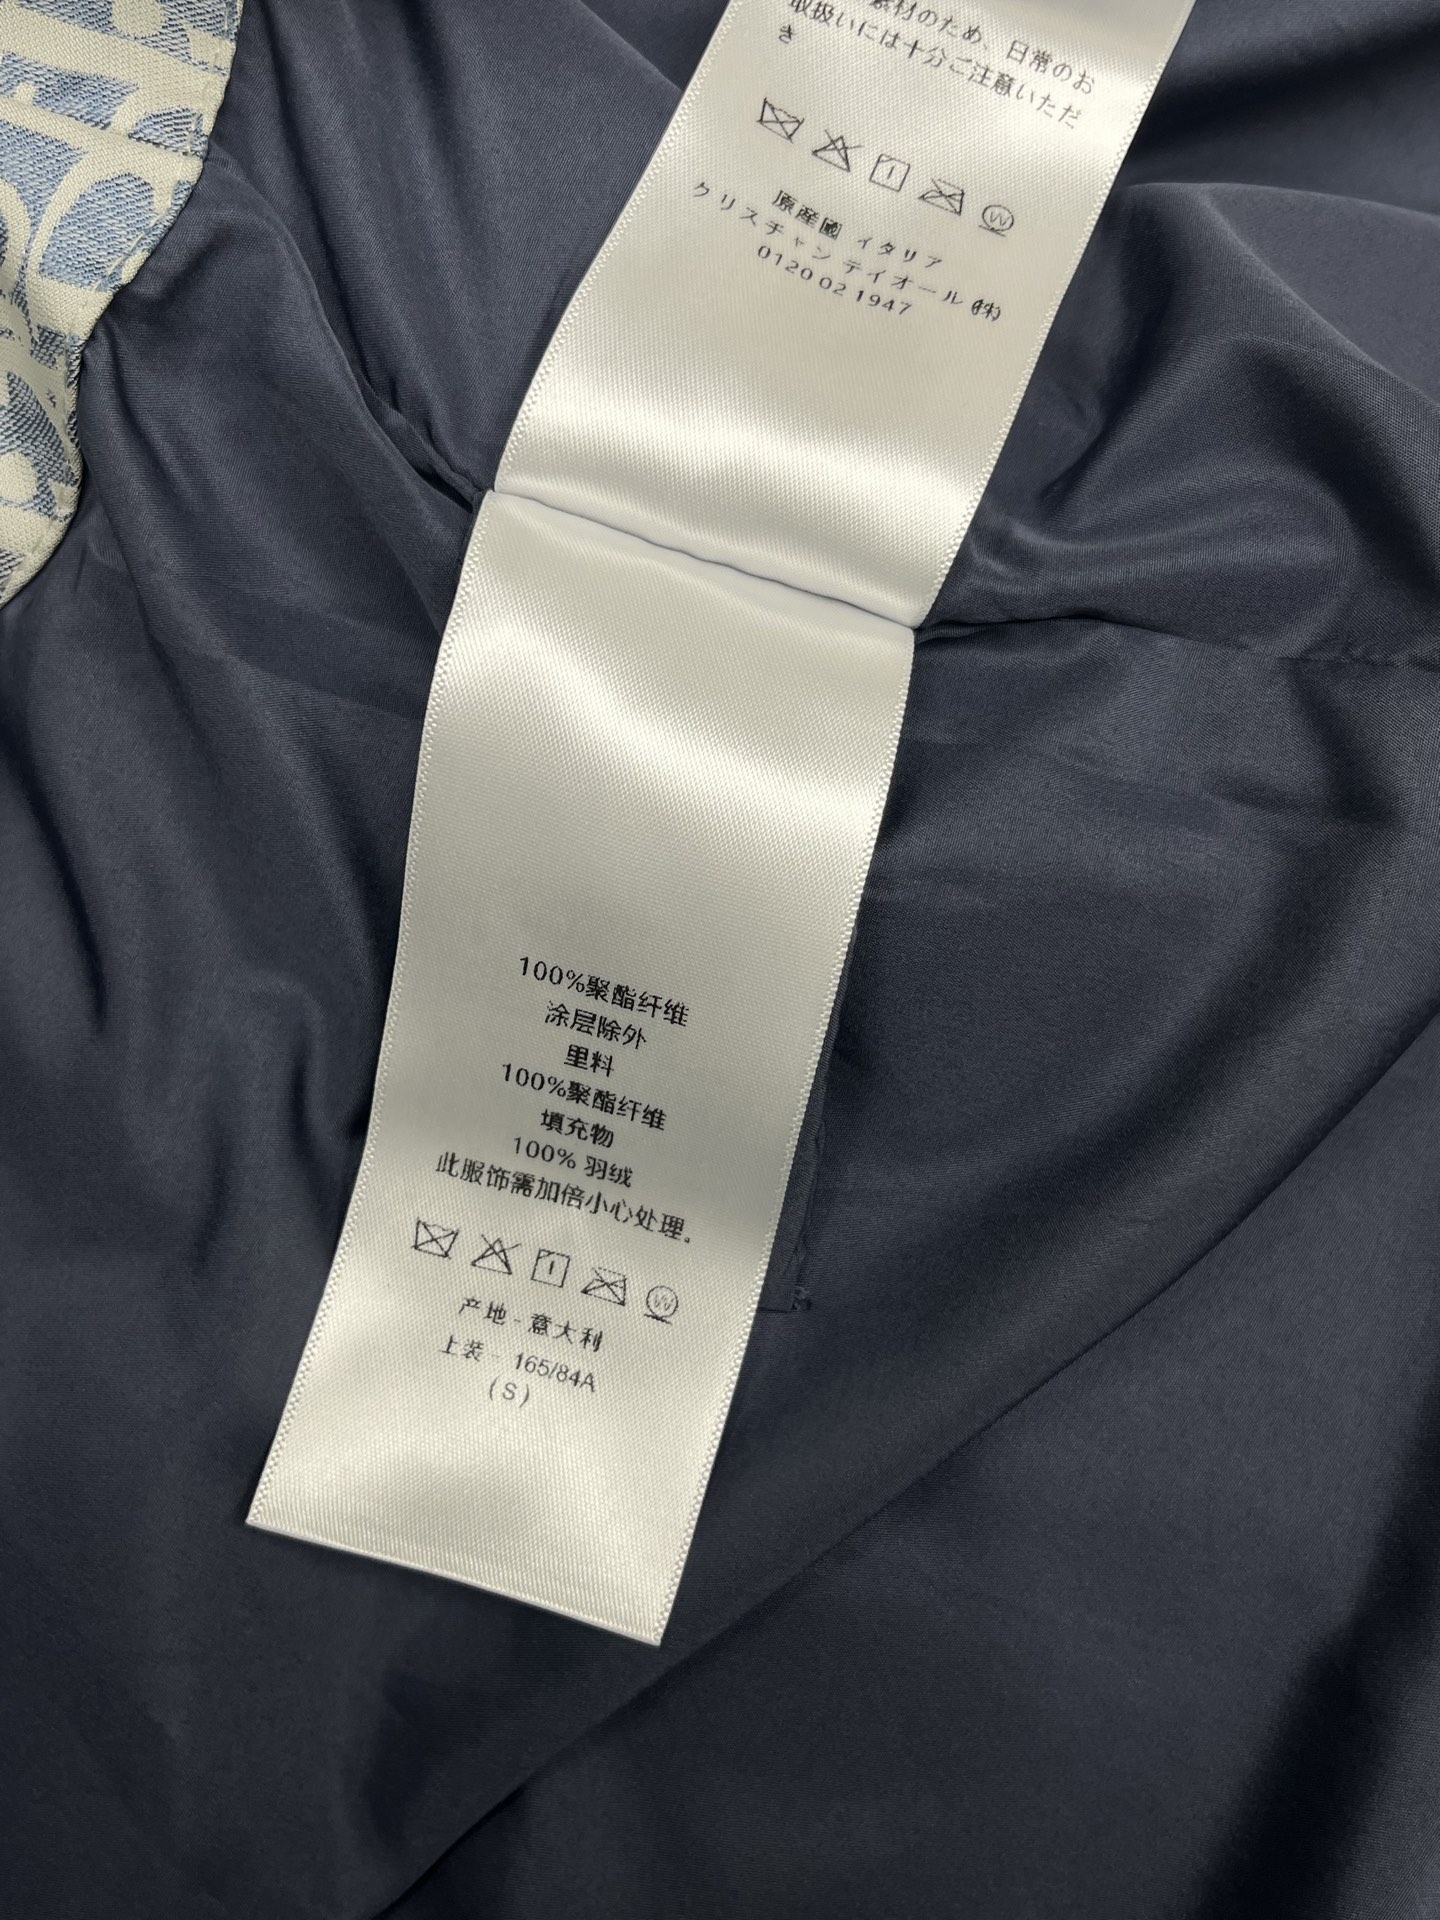 素材のため、日常のお
取扱いには十分ご注意いただ
き
原産國 イタリア
クリスチャン ディオール ㈱
0120 02 1947
100%聚酯纤维
涂层除外
里料
100%聚酯纤维
填充物
100% 羽绒
此服饰需加倍小心处理。
产地 - 意大利
上装 - 165/84A
(S)